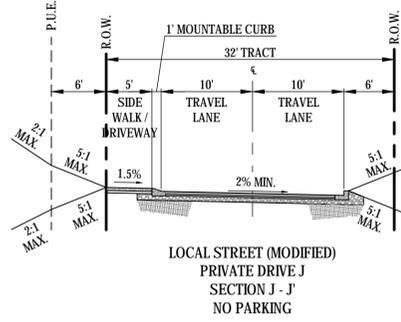 P.U.E.
R.O.W.
R.O.W.
1' MOUNTABLE CURB
32' TRACT
℄
6'
5'
10'
10'
6'
SIDE
WALK /
DRIVEWAY
TRAVEL
LANE
TRAVEL
LANE
2:1
MAX.
5:1
MAX.
1.5%
2% MIN.
5:1
MAX.
5:1
MAX.
2:1
MAX.
5:1
MAX.
LOCAL STREET (MODIFIED)
PRIVATE DRIVE J
SECTION J - J'
NO PARKING